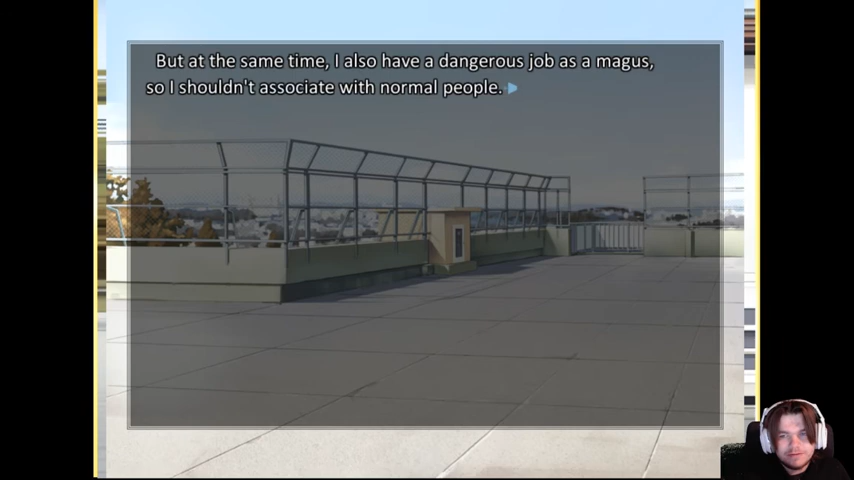 But at the same time, I also have a dangerous job as a magus,
so I shouldn't associate with normal people.